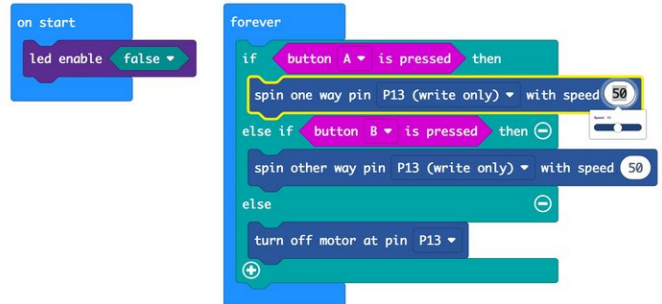 on start
led enable false
forever
if button A is pressed then
spin one way pin P13 (write only) with speed 50
else if button B is pressed then
spin other way pin P13 (write only) with speed 50
else
turn off motor at pin P13